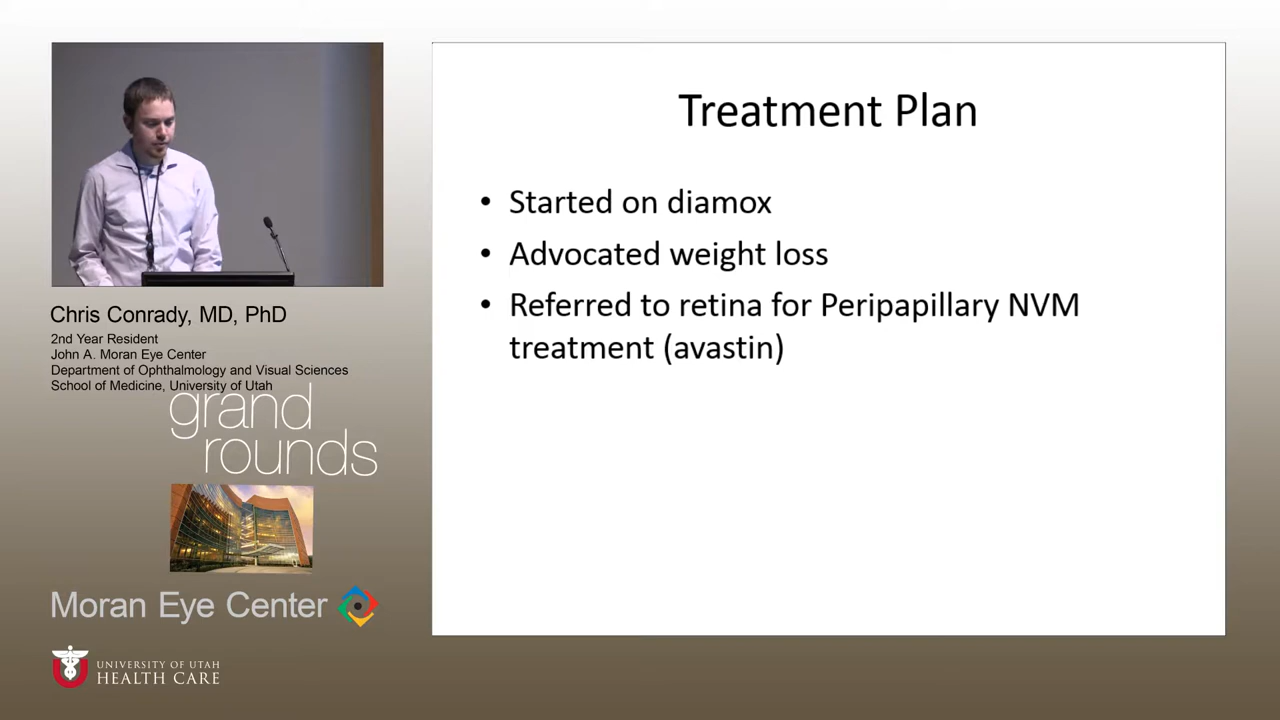 Treatment Plan
• Started on diamox
• Advocated weight loss
• Referred to retina for Peripapillary NVM
treatment (avastin)
Chris Conrady, MD, PhD
2nd Year Resident
John A. Moran Eye Center
Department of Ophthalmology and Visual Sciences
School of Medicine, University of Utah
grand
rounds
Moran Eye Center
UNIVERSITY OF UTAH
HEALTH CARE